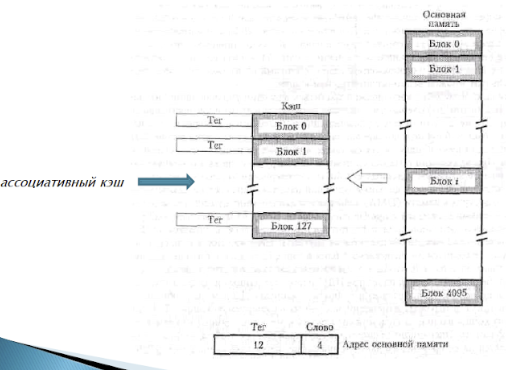 Основная
память
Блок 0
Блок 1
Кэш
Тег
Блок 0
Тег
Блок 1
ассоциативный кэш
Блок i
Тег
Блок 127
Блок 4095
Тег Слово
12 4 Адрес основной памяти